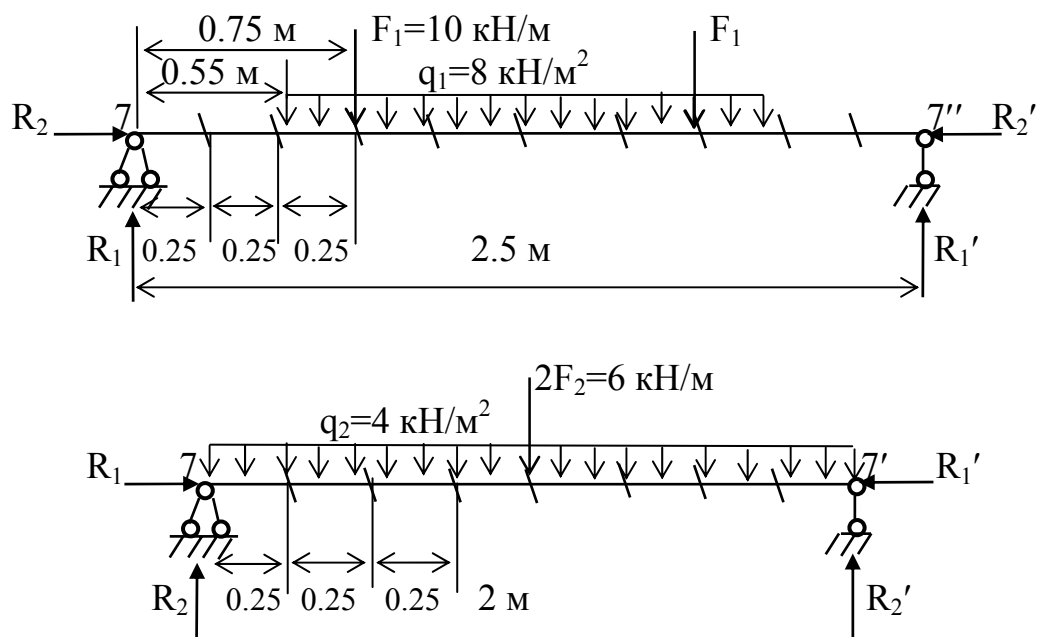 0.75 м F₁=10 кН/м F₁
0.55 м q₁=8 кН/м²
R₂ 7 7′′ R₂′
R₁ 0.25 0.25 0.25 2.5 м R₁′
2F₂=6 кН/м
q₂=4 кН/м²
R₁ 7 7′ R₁′
R₂ 0.25 0.25 0.25 2 м R₂′